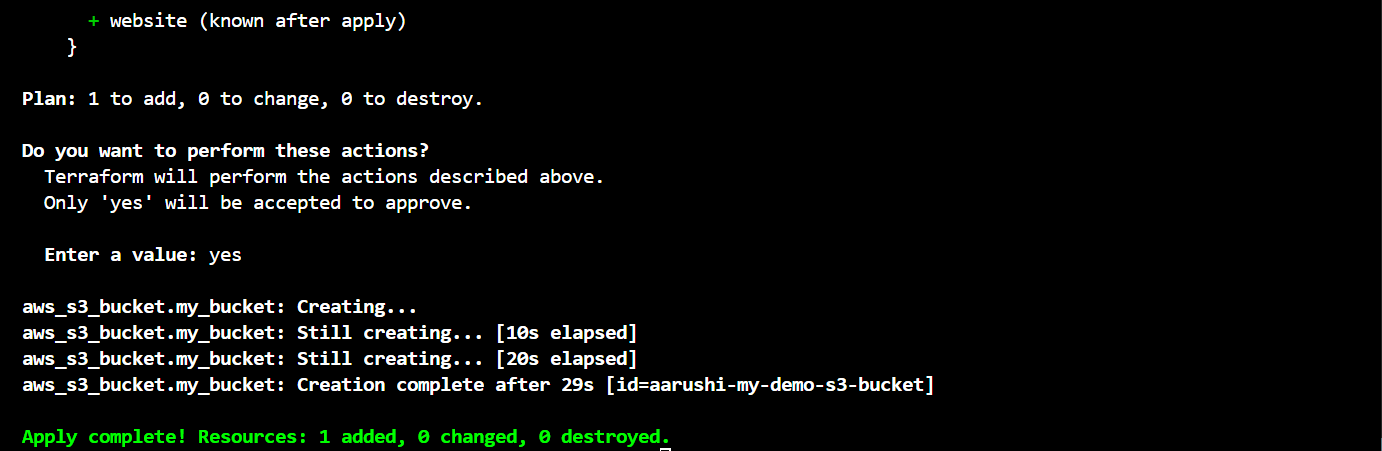 + website (known after apply)
}
Plan: 1 to add, 0 to change, 0 to destroy.
Do you want to perform these actions?
Terraform will perform the actions described above.
Only 'yes' will be accepted to approve.
Enter a value: yes
aws_s3_bucket.my_bucket: Creating...
aws_s3_bucket.my_bucket: Still creating... [10s elapsed]
aws_s3_bucket.my_bucket: Still creating... [20s elapsed]
aws_s3_bucket.my_bucket: Creation complete after 29s [id=aarushi-my-demo-s3-bucket]
Apply complete! Resources: 1 added, 0 changed, 0 destroyed.